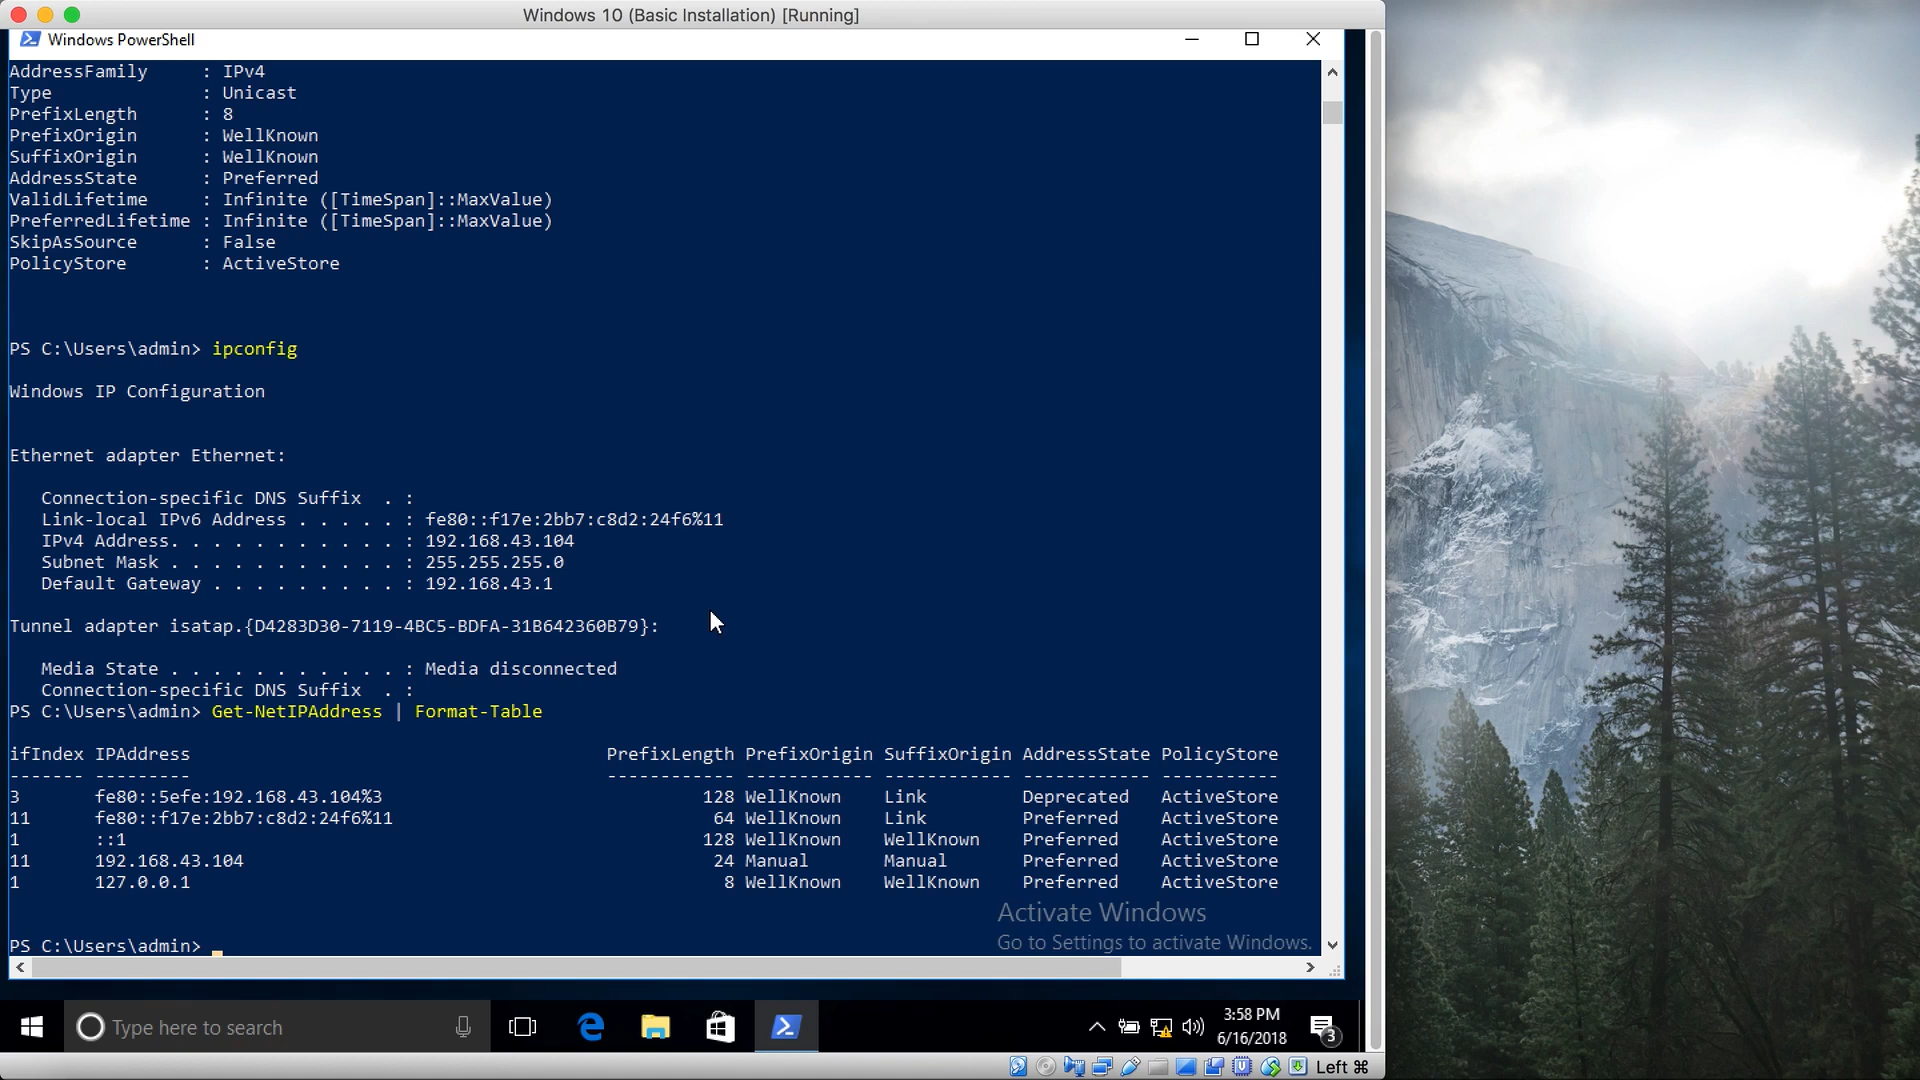 Windows 10 (Basic Installation) [Running]
Windows PowerShell
AddressFamily     : IPv4
Type              : Unicast
PrefixLength      : 8
PrefixOrigin      : WellKnown
SuffixOrigin      : WellKnown
AddressState      : Preferred
ValidLifetime     : Infinite ([TimeSpan]::MaxValue)
PreferredLifetime : Infinite ([TimeSpan]::MaxValue)
SkipAsSource      : False
PolicyStore       : ActiveStore
PS C:\Users\admin> ipconfig
Windows IP Configuration
Ethernet adapter Ethernet:
   Connection-specific DNS Suffix  . :
   Link-local IPv6 Address . . . . . : fe80::f17e:2bb7:c8d2:24f6%11
   IPv4 Address. . . . . . . . . . . : 192.168.43.104
   Subnet Mask . . . . . . . . . . . : 255.255.255.0
   Default Gateway . . . . . . . . . : 192.168.43.1
Tunnel adapter isatap.{D4283D30-7119-4BC5-BDFA-31B642360B79}:
   Media State . . . . . . . . . . . : Media disconnected
   Connection-specific DNS Suffix  . :
PS C:\Users\admin> Get-NetIPAddress | Format-Table
ifIndex IPAddress                                       PrefixLength PrefixOrigin SuffixOrigin AddressState PolicyStore
------- ---------                                       ------------ ------------ ------------ ------------ -----------
3       fe80::5efe:192.168.43.104%3                              128 WellKnown    Link         Deprecated   ActiveStore
11      fe80::f17e:2bb7:c8d2:24f6%11                              64 WellKnown    Link         Preferred    ActiveStore
1       ::1                                                      128 WellKnown    WellKnown    Preferred    ActiveStore
11      192.168.43.104                                            24 Manual       Manual       Preferred    ActiveStore
1       127.0.0.1                                                  8 WellKnown    WellKnown    Preferred    ActiveStore
Activate Windows
Go to Settings to activate Windows.
PS C:\Users\admin>
Type here to search
3:58 PM
6/16/2018
3
Left ⌘